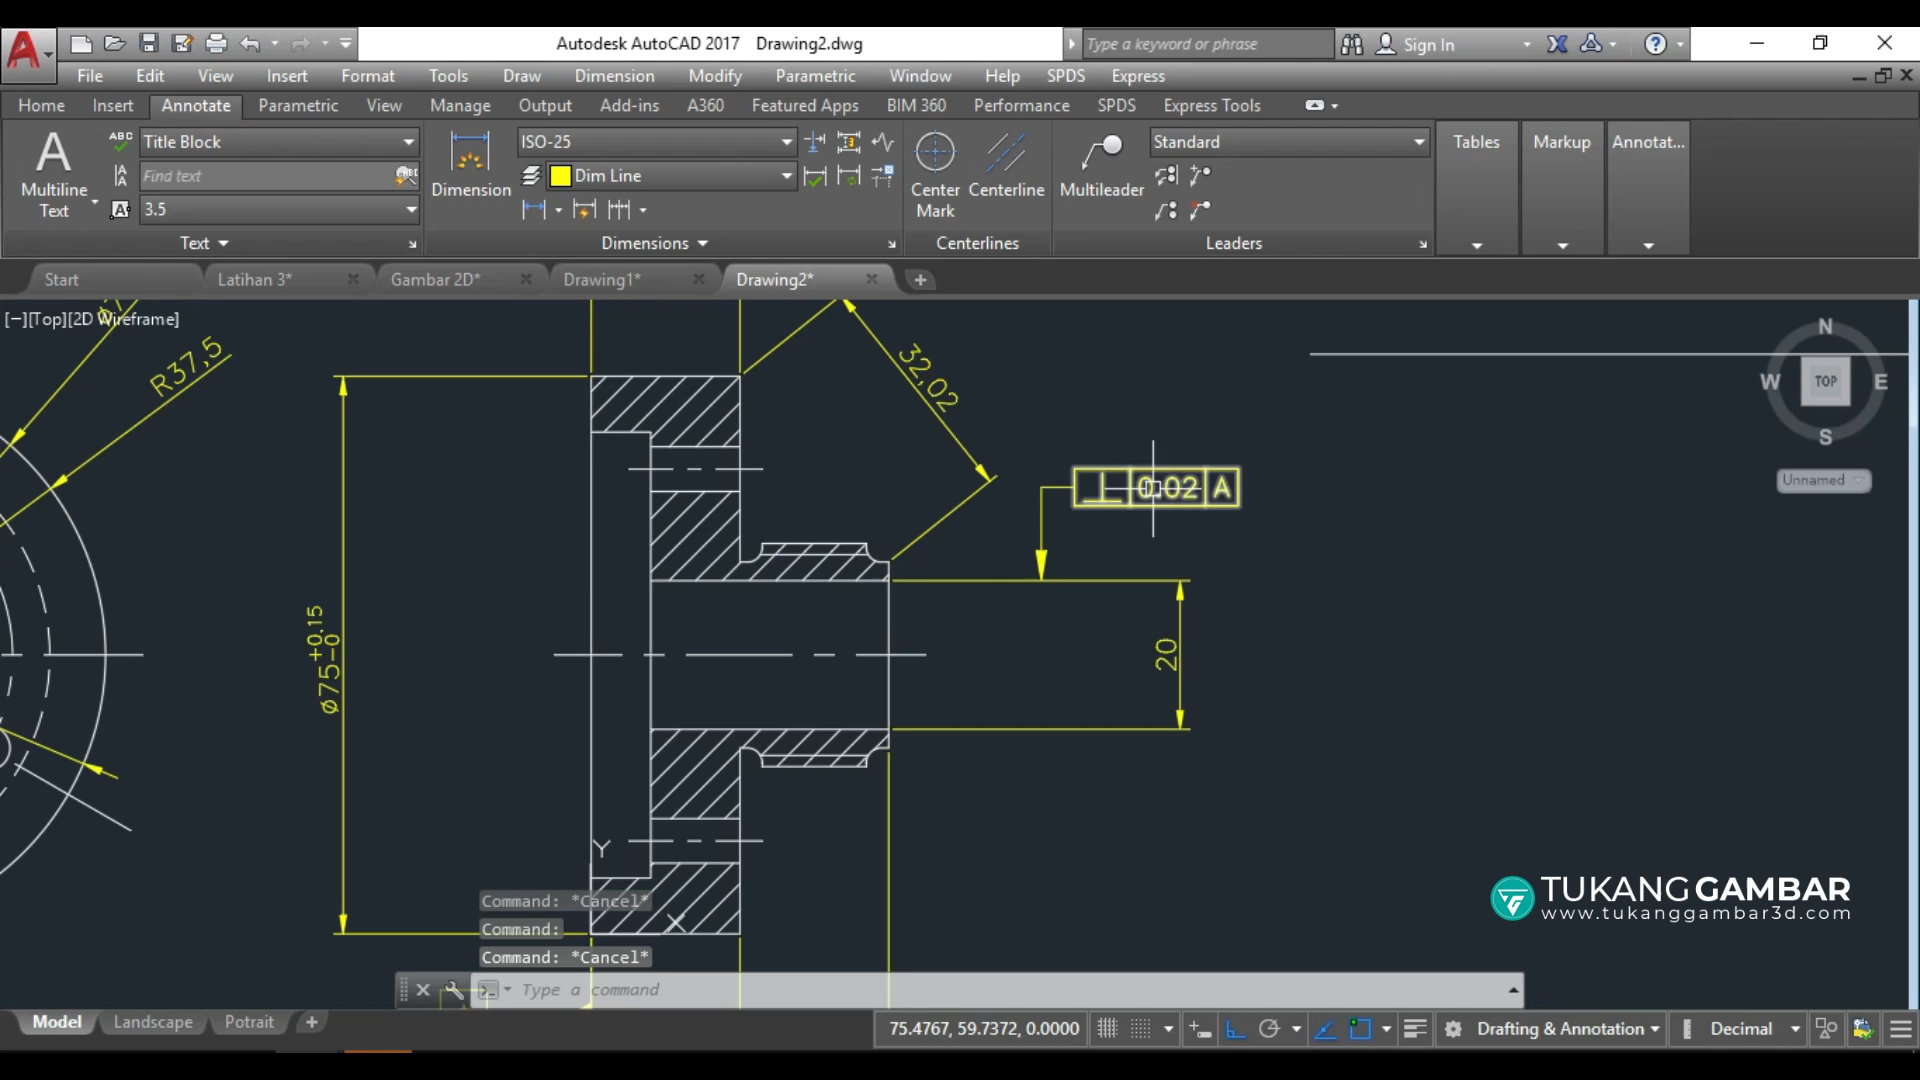 Autodesk AutoCAD 2017 Drawing2.dwg
Type a keyword or phrase
Sign In
File Edit View Insert Format Tools Draw Dimension Modify Parametric Window Help SPDS Express
Home Insert Annotate Parametric View Manage Output Add-ins A360 Featured Apps BIM 360 Performance SPDS Express Tools
A
Multiline
Text
ABC
Title Block
Find text
3.5
Text
Dimension
ISO-25
Dim Line
Dimensions
Center
Mark
Centerline
Centerlines
Multileader
Standard
Leaders
Tables
Markup
Annotat...
Start Latihan 3* Gambar 2D* Drawing1* Drawing2*
[−][Top][2D Wireframe]
R37,5
32,02
⊥ 0.02 A
20
ø75+0.15 -0
N
W TOP E
S
Unnamed
Y
X
TUKANG GAMBAR
www.tukanggambar3d.com
Command: *Cancel*
Command:
Command: *Cancel*
Type a command
Model Landscape Potrait
75.4767, 59.7372, 0.0000
Drafting & Annotation
Decimal